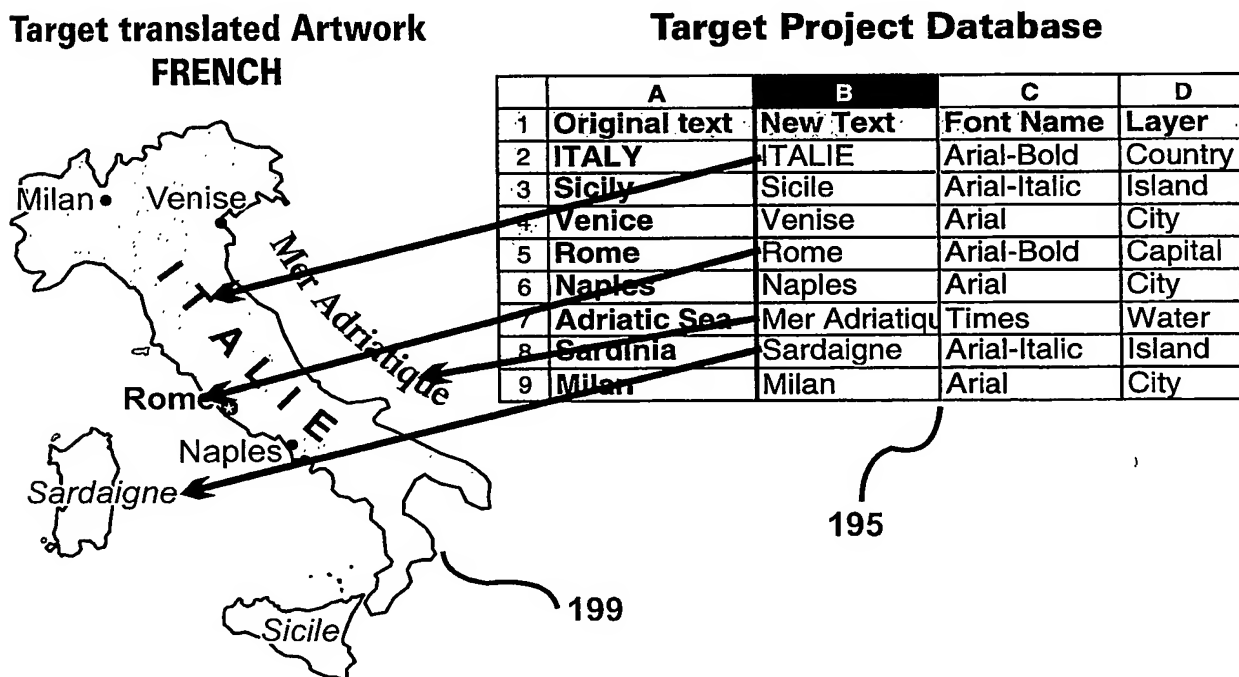 Target translated Artwork
FRENCH
Target Project Database
A B C D
1 Original text New Text Font Name Layer
2 ITALY ITALIE Arial-Bold Country
3 Sicily Sicile Arial-Italic Island
4 Venice Venise Arial City
5 Rome Rome Arial-Bold Capital
6 Naples Naples Arial City
7 Adriatic Sea Mer Adriatiqu Times Water
8 Sardinia Sardaigne Arial-Italic Island
9 Milan Milan Arial City
Milan
Venise
Mer Adriatique
ITALIE
Rome
Naples
Sardaigne
Sicile
195
199